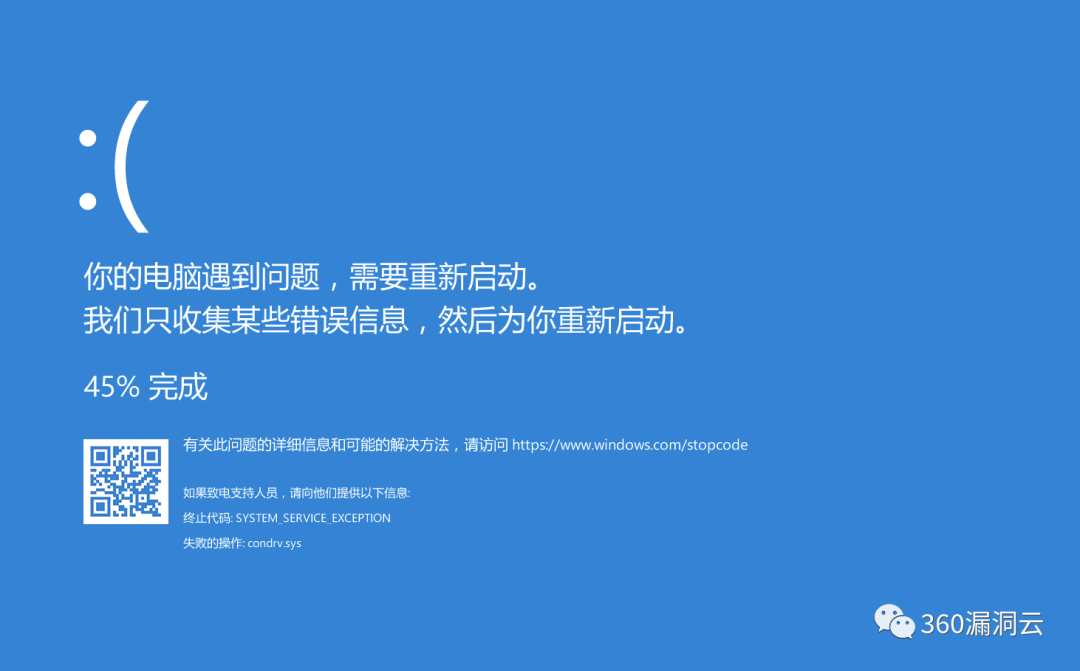 :(
你的电脑遇到问题，需要重新启动。
我们只收集某些错误信息，然后为你重新启动。
45% 完成
有关此问题的详细信息和可能的解决方法，请访问 https://www.windows.com/stopcode
如果致电支持人员，请向他们提供以下信息:
终止代码: SYSTEM_SERVICE_EXCEPTION
失败的操作: condrv.sys
360漏洞云